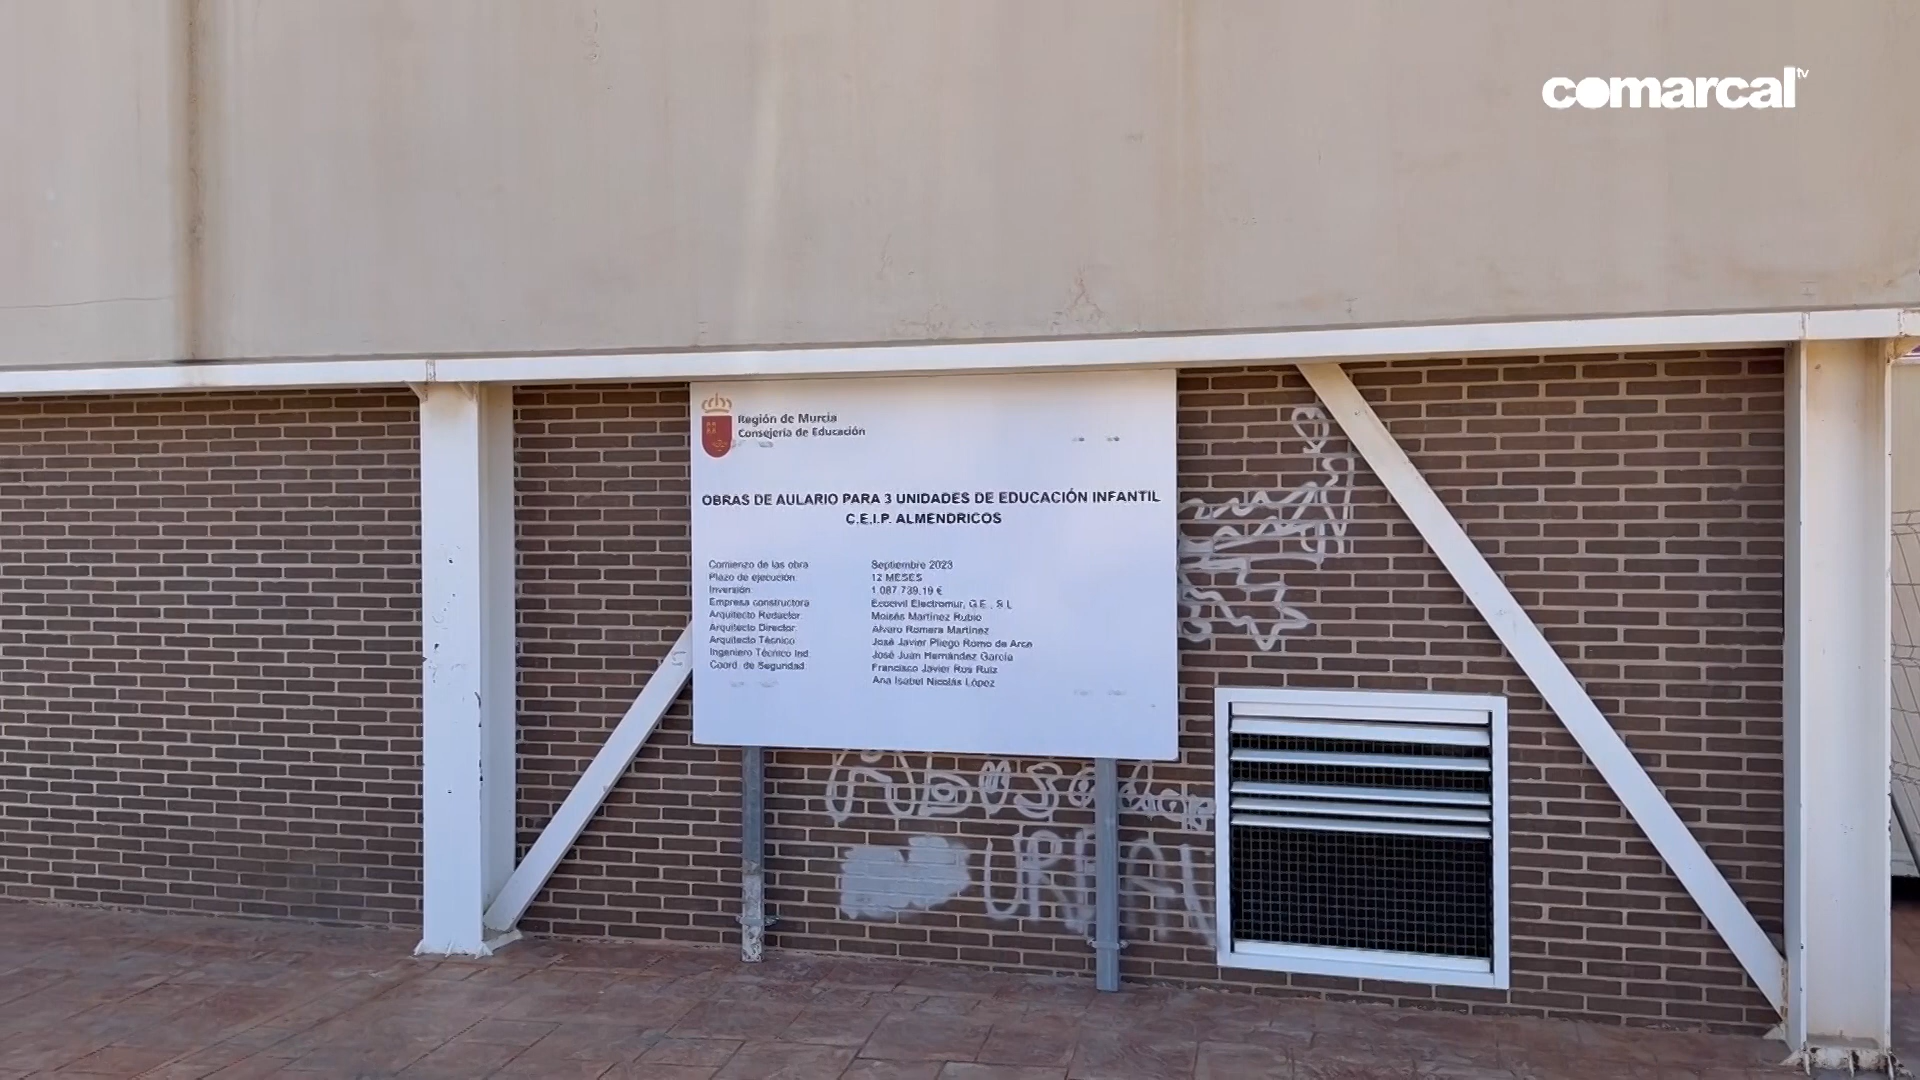 comarcal tv
Región de Murcia
Consejería de Educación
OBRAS DE AULARIO PARA 3 UNIDADES DE EDUCACIÓN INFANTIL
C.E.I.P. ALMENDRICOS
Comienzo de las obra Septiembre 2023
Plazo de ejecución 12 MESES
Inversión 1.087.739,19 €
Empresa constructora Ecocivil Electromur, G.E., S.L
Arquitecto Redactor Moisés Martínez Rubio
Arquitecto Director Álvaro Romera Martínez
Arquitecto Técnico José Javier Pliego Romo de Arce
Ingeniero Técnico Ind. José Juan Hernández García
Coord. de Seguridad Francisco Javier Ros Ruiz
Ana Isabel Nicolás López